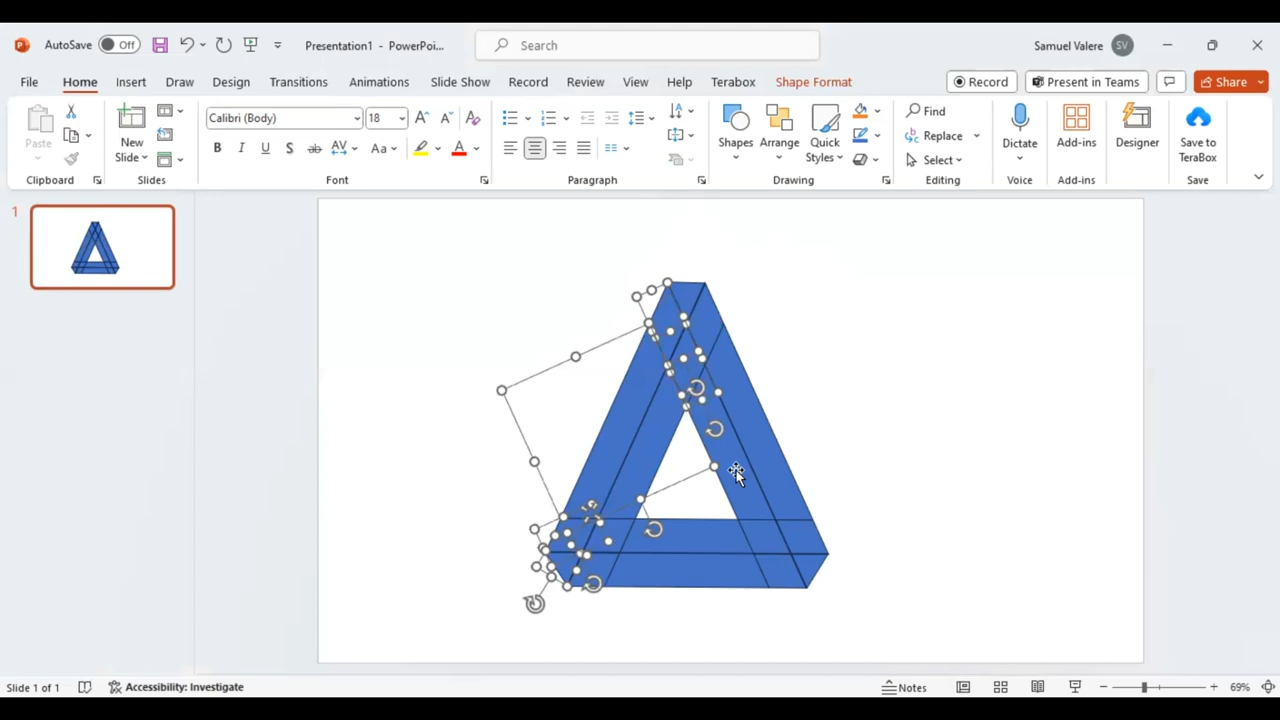 AutoSave Off Presentation1 - PowerPoi... Search Samuel Valere SV
File Home Insert Draw Design Transitions Animations Slide Show Record Review View Help Terabox Shape Format Record Present in Teams Share
Paste New Slide Calibri (Body) 18 Shapes Arrange Quick Styles Find Replace Select Dictate Add-ins Designer Save to TeraBox
Clipboard Slides Font Paragraph Drawing Editing Voice Add-ins Save
1
Slide 1 of 1 Accessibility: Investigate Notes 69%